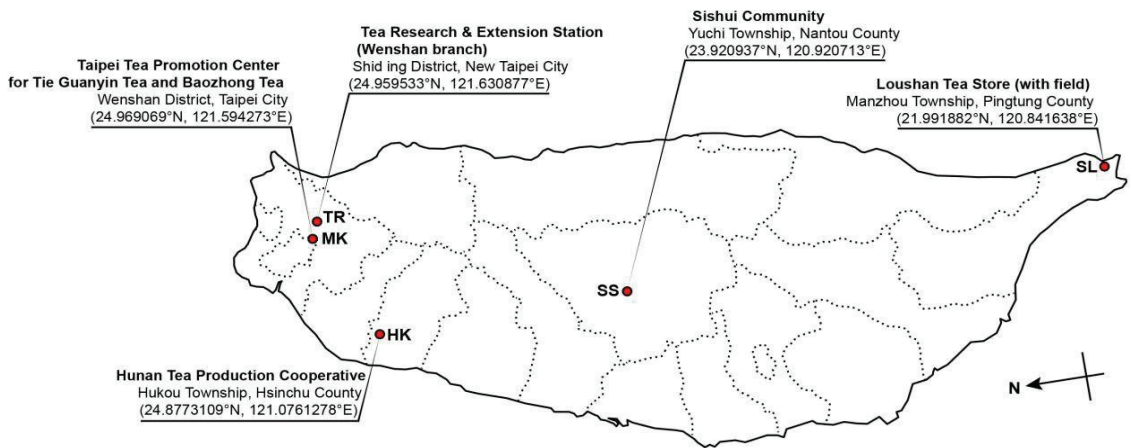 Sishui Community
Yuchi Township, Nantou County
(23.920937°N, 120.920713°E)
Tea Research & Extension Station
(Wenshan branch)
Shid ing District, New Taipei City
(24.959533°N, 121.630877°E)
Taipei Tea Promotion Center
for Tie Guanyin Tea and Baozhong Tea
Wenshan District, Taipei City
(24.969069°N, 121.594273°E)
Loushan Tea Store (with field)
Manzhou Township, Pingtung County
(21.991882°N, 120.841638°E)
SL
TR
MK
SS
HK
Hunan Tea Production Cooperative
Hukou Township, Hsinchu County
(24.8773109°N, 121.0761278°E)
N